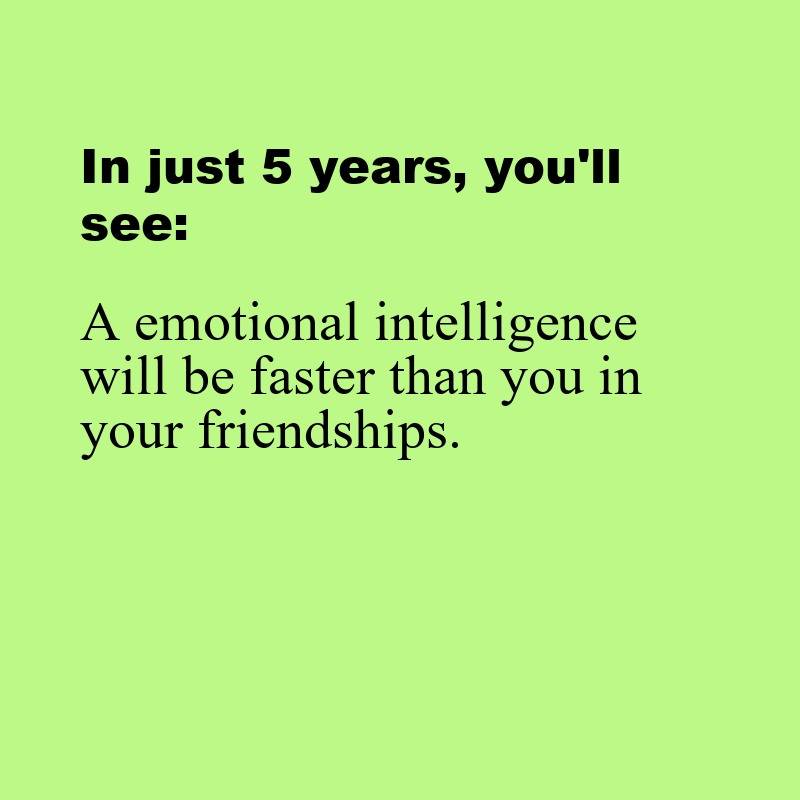 In just 5 years, you'll
see:
A emotional intelligence
will be faster than you in
your friendships.